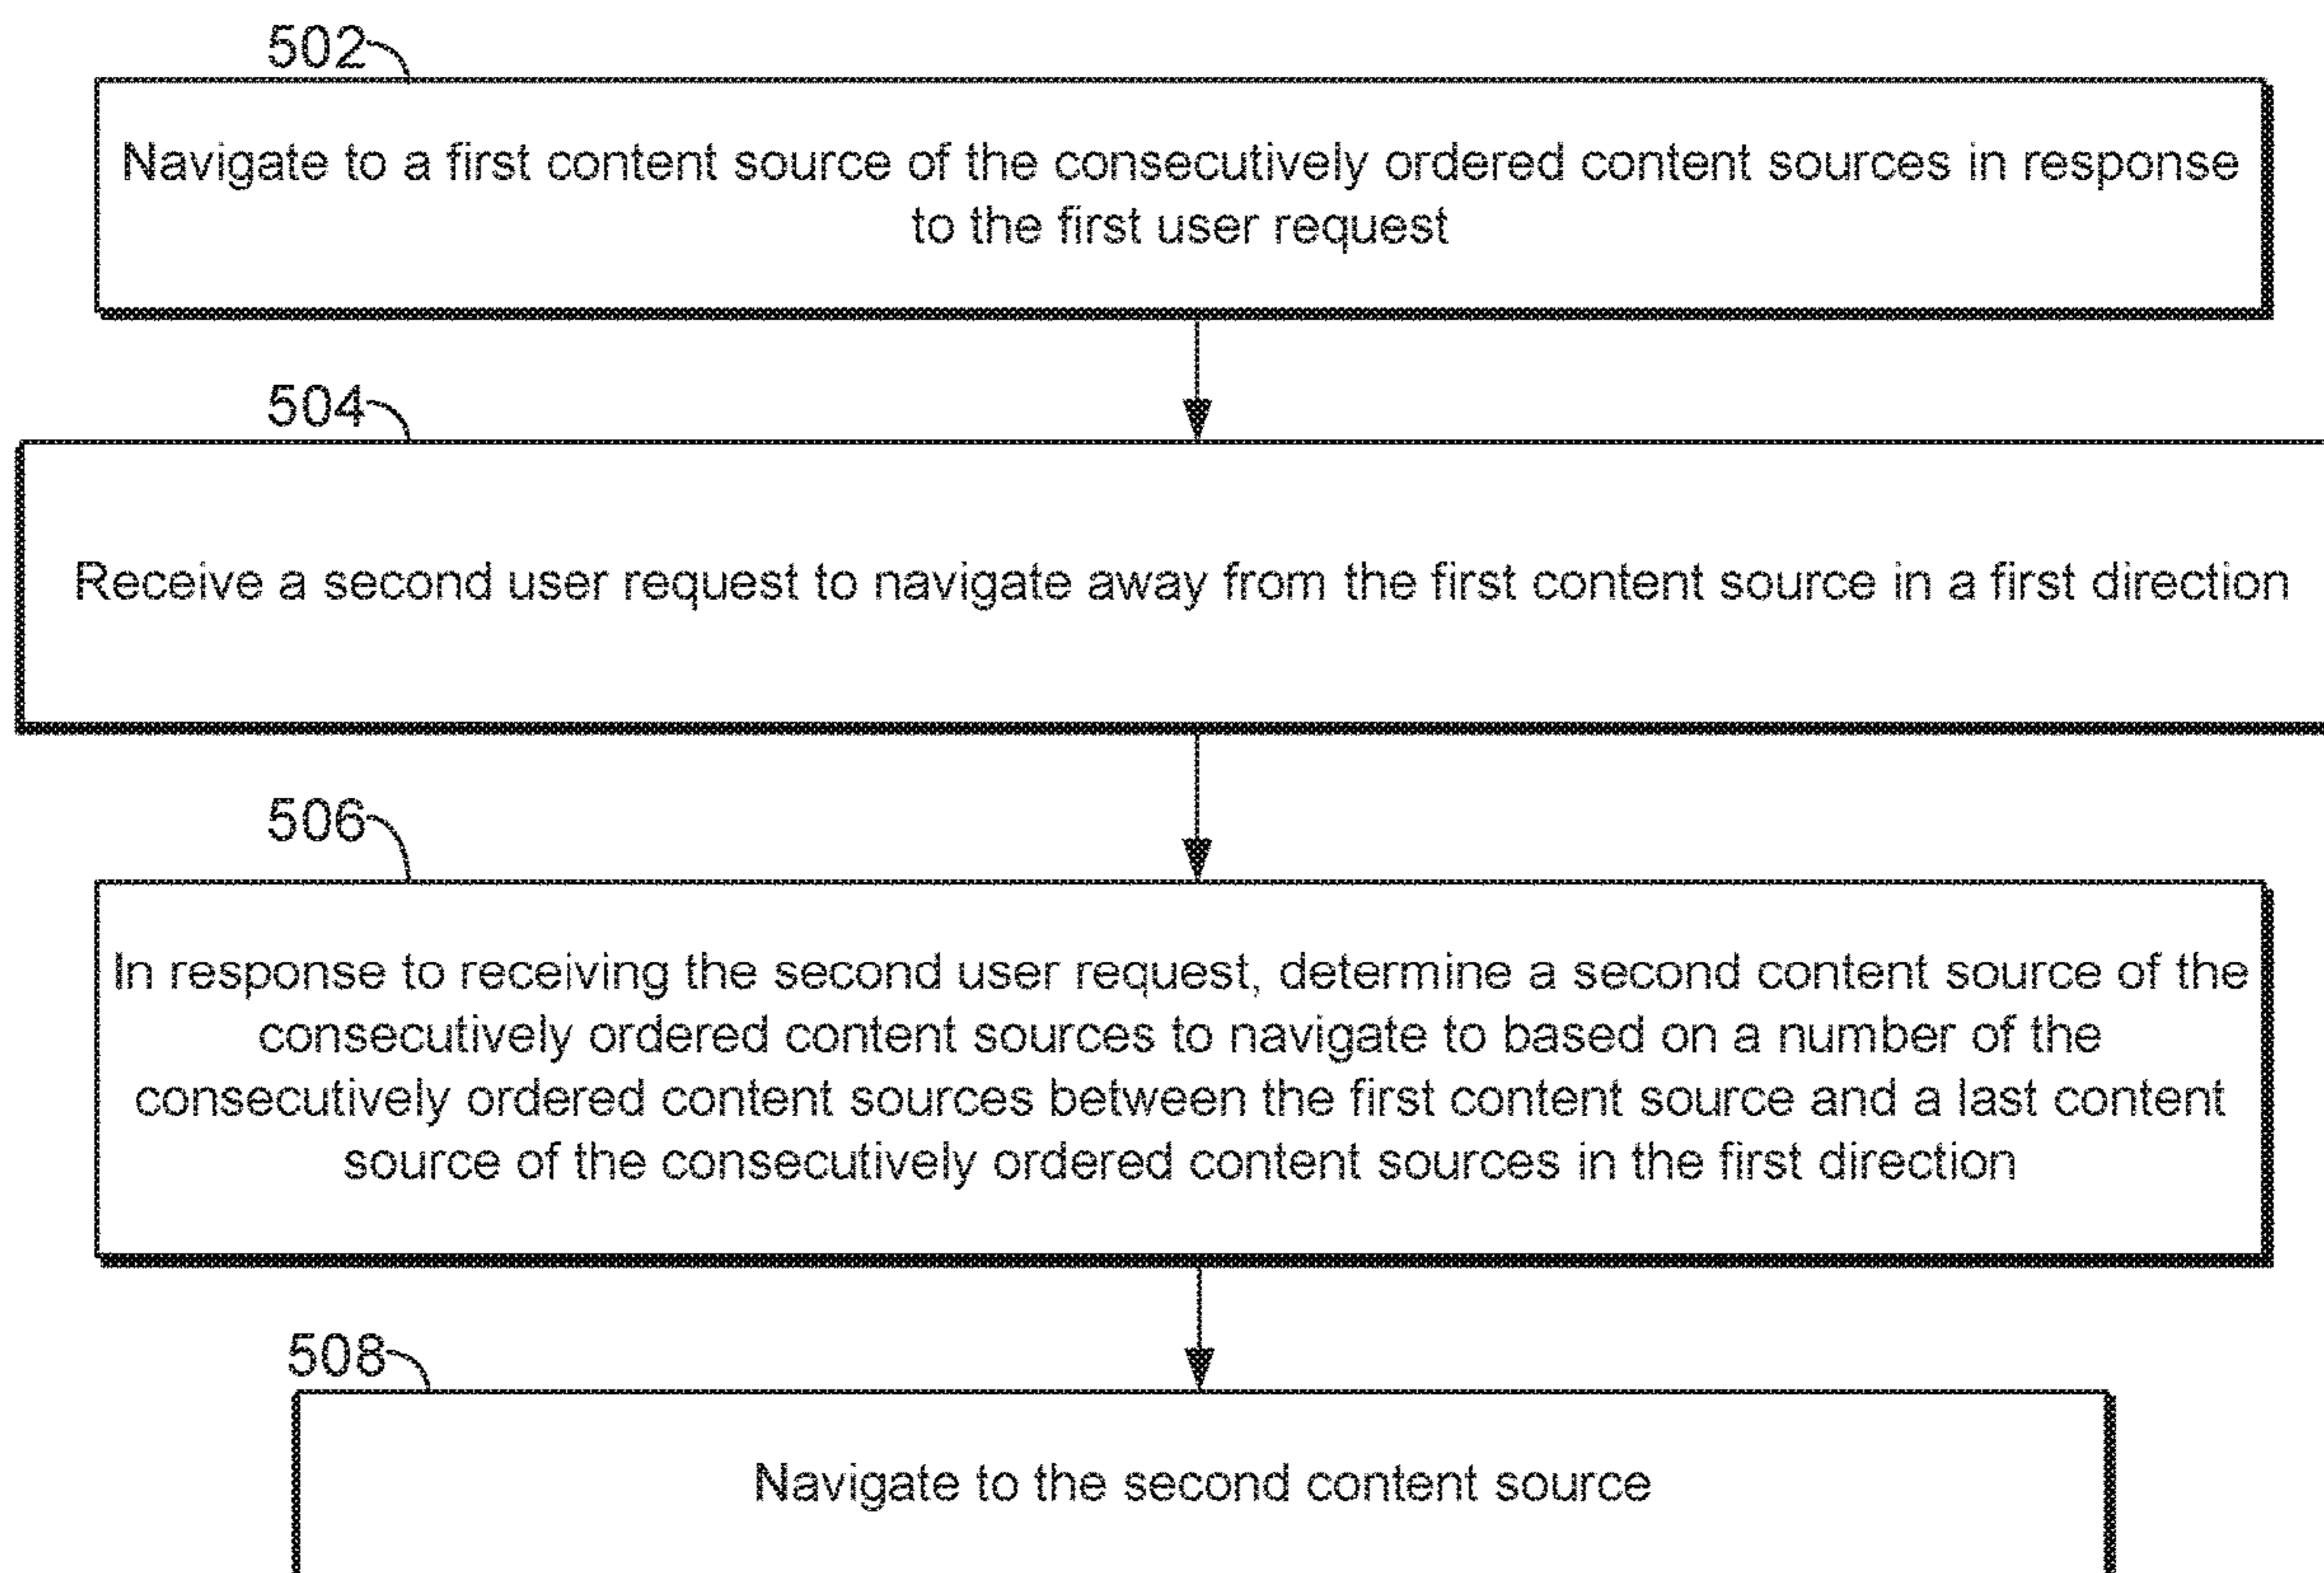 502
Navigate to a first content source of the consecutively ordered content sources in response
to the first user request
504
Receive a second user request to navigate away from the first content source in a first direction
506
In response to receiving the second user request, determine a second content source of the
consecutively ordered content sources to navigate to based on a number of the
consecutively ordered content sources between the first content source and a last content
source of the consecutively ordered content sources in the first direction
508
Navigate to the second content source